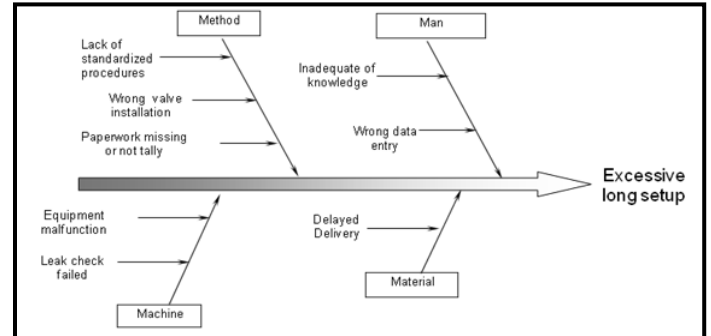 Method
Man
Lack of
standardized
procedures
Inadequate of
knowledge
Wrong valve
installation
Wrong data
entry
Paperwork missing
or not tally
Excessive
long setup
Equipment
malfunction
Delayed
Delivery
Leak check
failed
Material
Machine